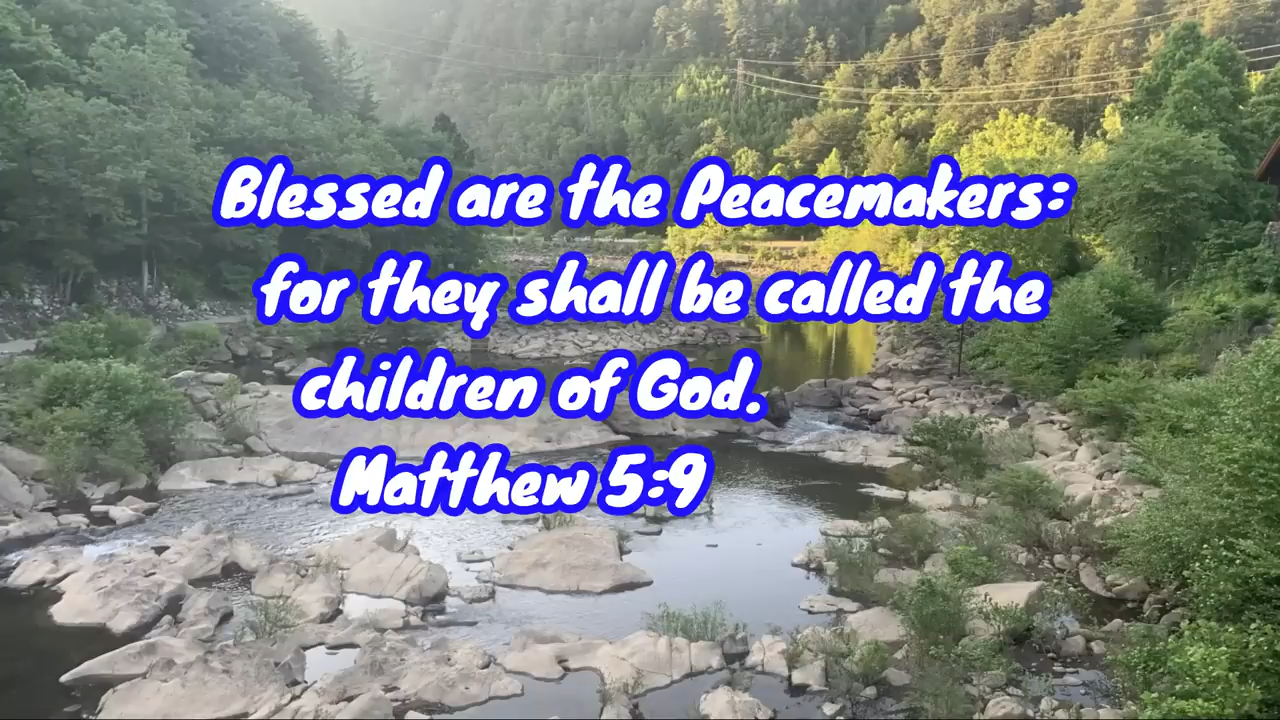 Blessed are the Peacemakers:
for they shall be called the
children of God.
Matthew 5:9